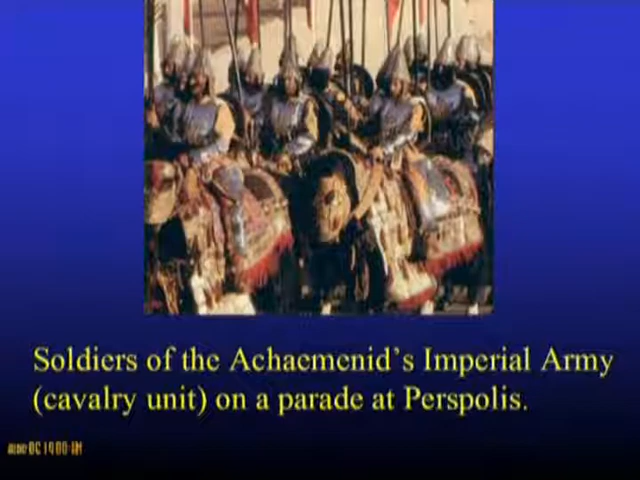 Soldiers of the Achaemenid's Imperial Army
(cavalry unit) on a parade at Perspolis.